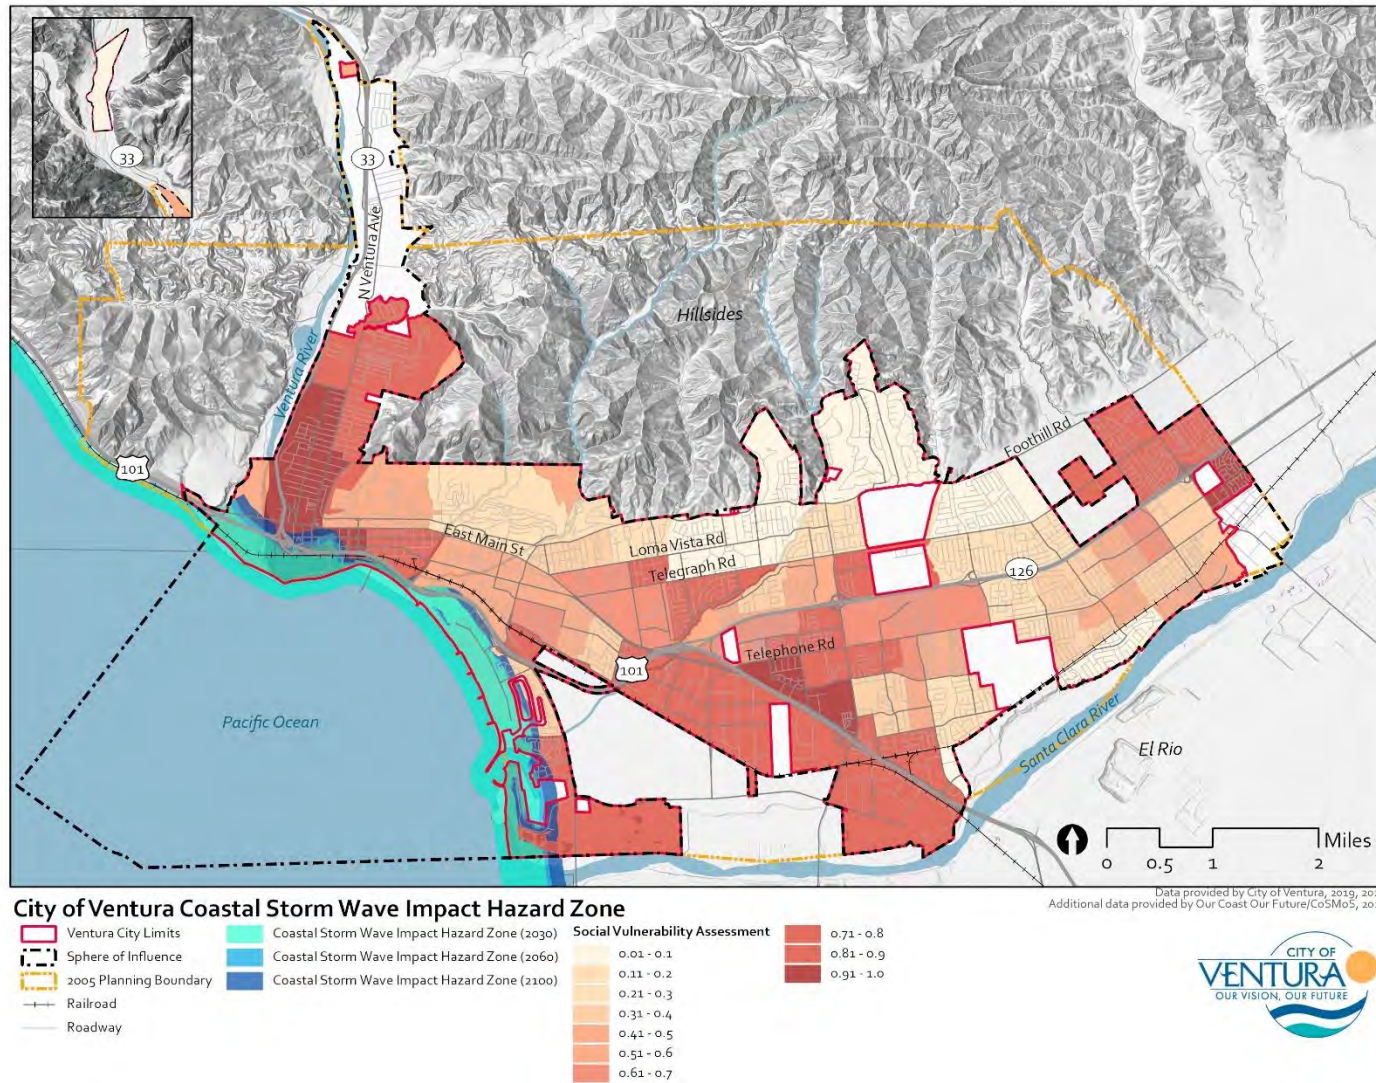 33
33
N Ventura Ave
Ventura River
Hillsides
101
Foothill Rd
East Main St
Loma Vista Rd
Telegraph Rd
126
Telephone Rd
101
Pacific Ocean
Santa Clara River
El Rio
Miles
0 0.5 1 2
Data provided by City of Ventura, 2019,
Additional data provided by Our Coast Our Future/CoSMoS,
City of Ventura Coastal Storm Wave Impact Hazard Zone
Ventura City Limits
Sphere of Influence
2005 Planning Boundary
Railroad
Roadway
Coastal Storm Wave Impact Hazard Zone (2030)
Coastal Storm Wave Impact Hazard Zone (2060)
Coastal Storm Wave Impact Hazard Zone (2100)
Social Vulnerability Assessment
0.01 - 0.1
0.11 - 0.2
0.21 - 0.3
0.31 - 0.4
0.41 - 0.5
0.51 - 0.6
0.61 - 0.7
0.71 - 0.8
0.81 - 0.9
0.91 - 1.0
CITY OF
VENTURA
OUR VISION, OUR FUTURE